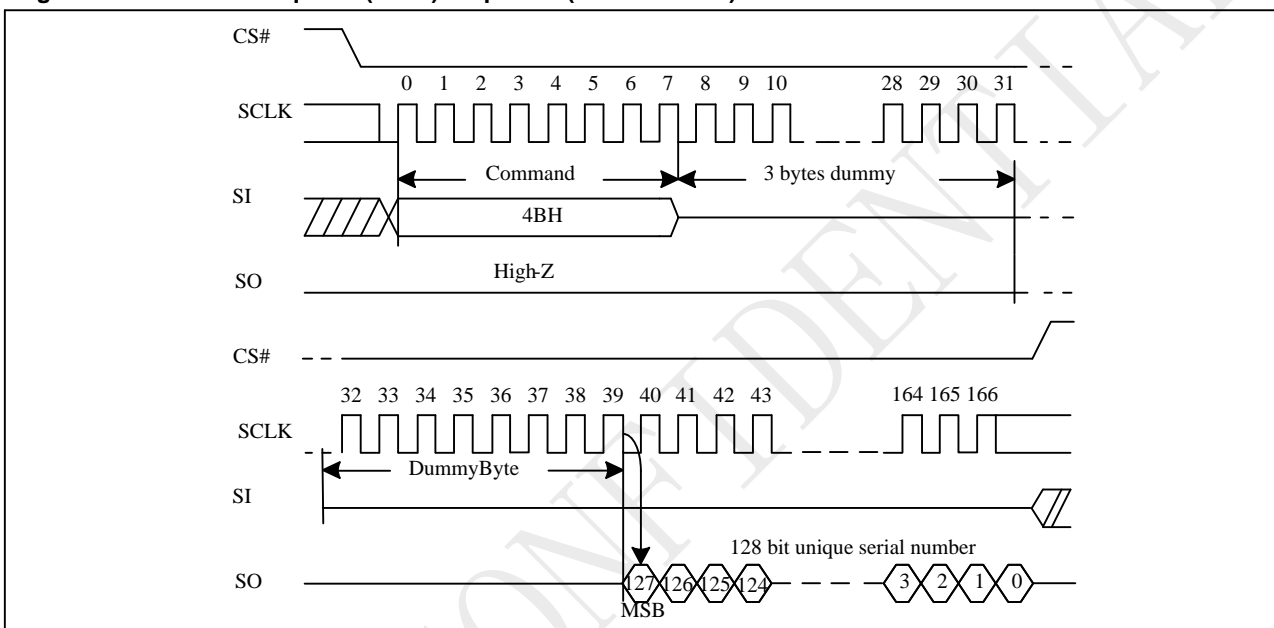 CS#
0 1 2 3 4 5 6 7 8 9 10 28 29 30 31
SCLK
Command 3 bytes dummy
SI
4BH
High-Z
SO
CS#
32 33 34 35 36 37 38 39 40 41 42 43 164 165 166
SCLK
DummyByte
SI
128 bit unique serial number
SO 127 126 125 124 3 2 1 0
MSB